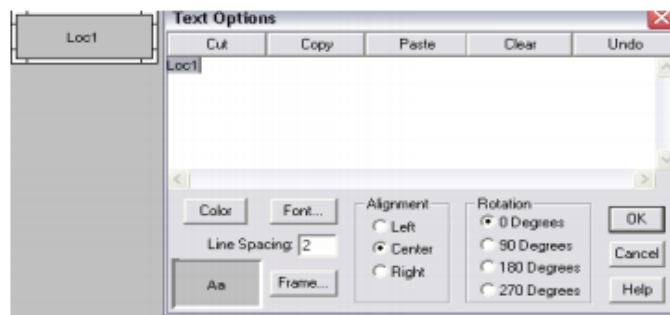 Text Options
Loc1
Cut Copy Paste Clear Undo
Loc1
Color Font...
Line Spacing: 2
Aa Frame...
Alignment
Left
Center
Right
Rotation
0 Degrees
90 Degrees
180 Degrees
270 Degrees
OK
Cancel
Help